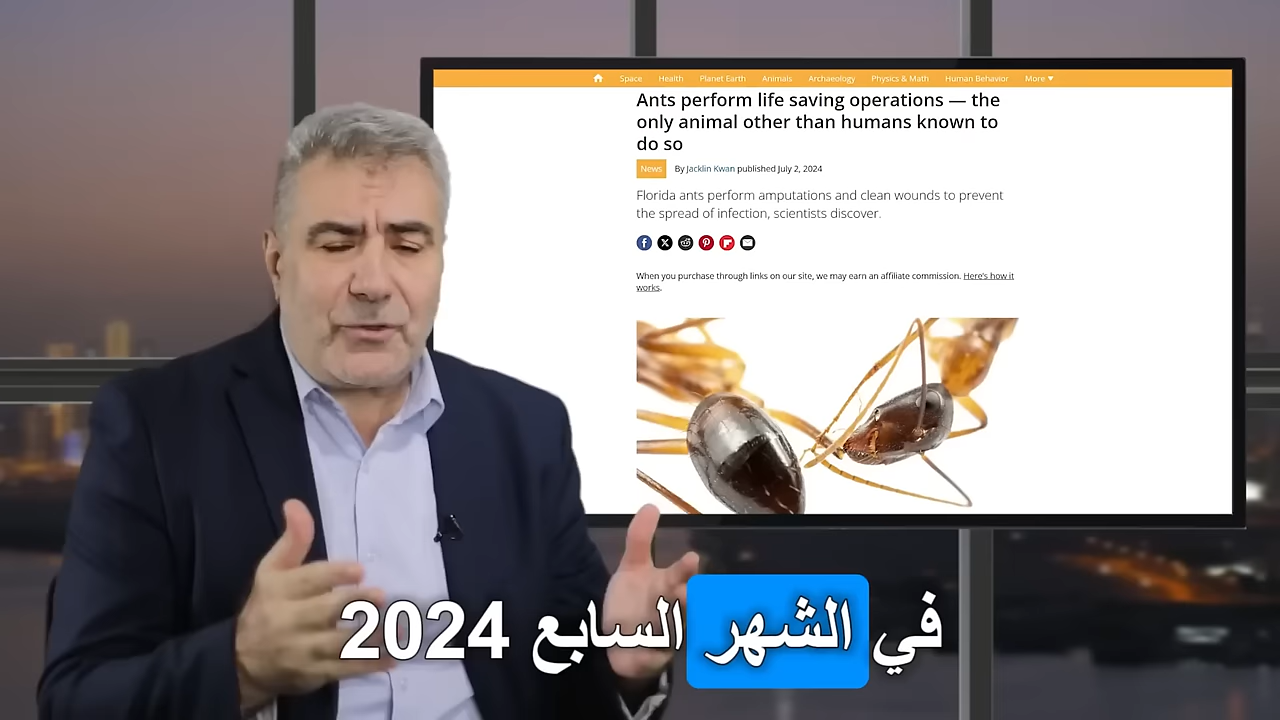 Space Health Planet Earth Animals Archaeology Physics & Math Human Behavior More
Ants perform life saving operations — the
only animal other than humans known to
do so
News By Jacklin Kwan published July 2, 2024
Florida ants perform amputations and clean wounds to prevent
the spread of infection, scientists discover.
When you purchase through links on our site, we may earn an affiliate commission. Here's how it
works.
في الشهر السابع 2024